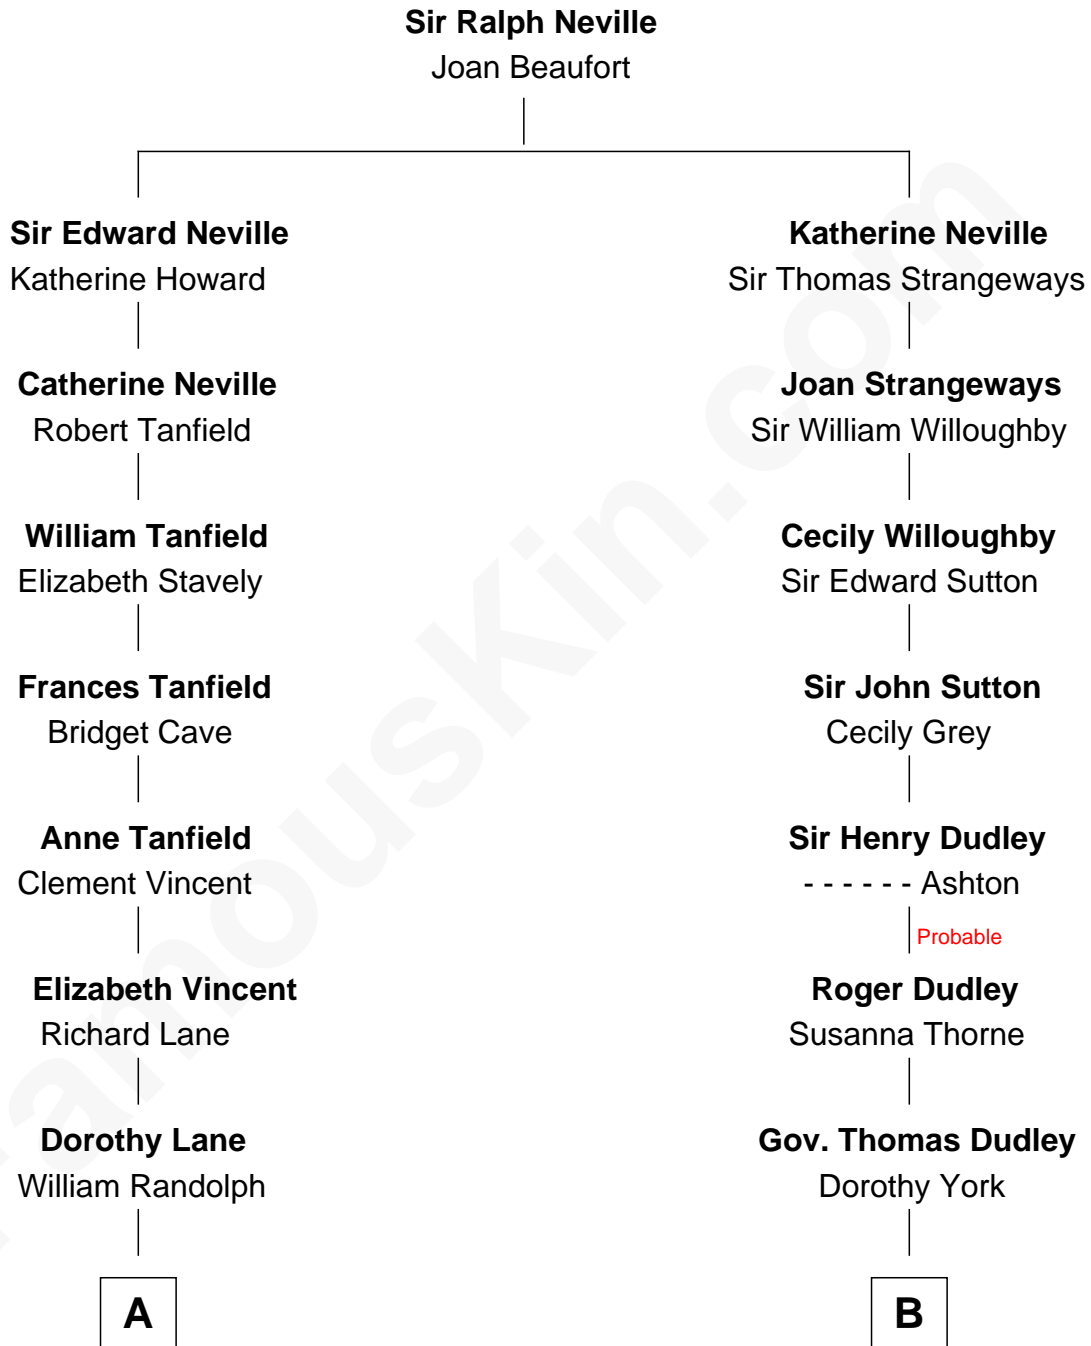 Sir Ralph Neville
Joan Beaufort
Sir Edward Neville
Katherine Howard
Katherine Neville
Sir Thomas Strangeways
Catherine Neville
Robert Tanfield
Joan Strangeways
Sir William Willoughby
William Tanfield
Elizabeth Stavely
Cecily Willoughby
Sir Edward Sutton
Frances Tanfield
Bridget Cave
Sir John Sutton
Cecily Grey
Anne Tanfield
Clement Vincent
Sir Henry Dudley
- - - - - - Ashton
Probable
Elizabeth Vincent
Richard Lane
Roger Dudley
Susanna Thorne
Dorothy Lane
William Randolph
Gov. Thomas Dudley
Dorothy York
A
B
FamousKin.com